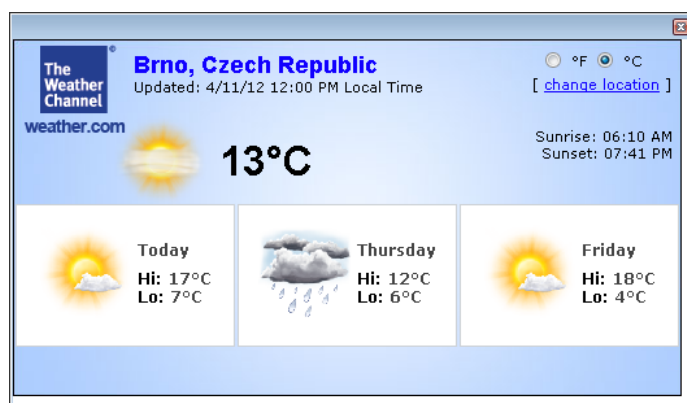 The
Weather
Channel
weather.com
Brno, Czech Republic
Updated: 4/11/12 12:00 PM Local Time
°F °C
[ change location ]
13°C
Sunrise: 06:10 AM
Sunset: 07:41 PM
Today
Hi: 17°C
Lo: 7°C
Thursday
Hi: 12°C
Lo: 6°C
Friday
Hi: 18°C
Lo: 4°C